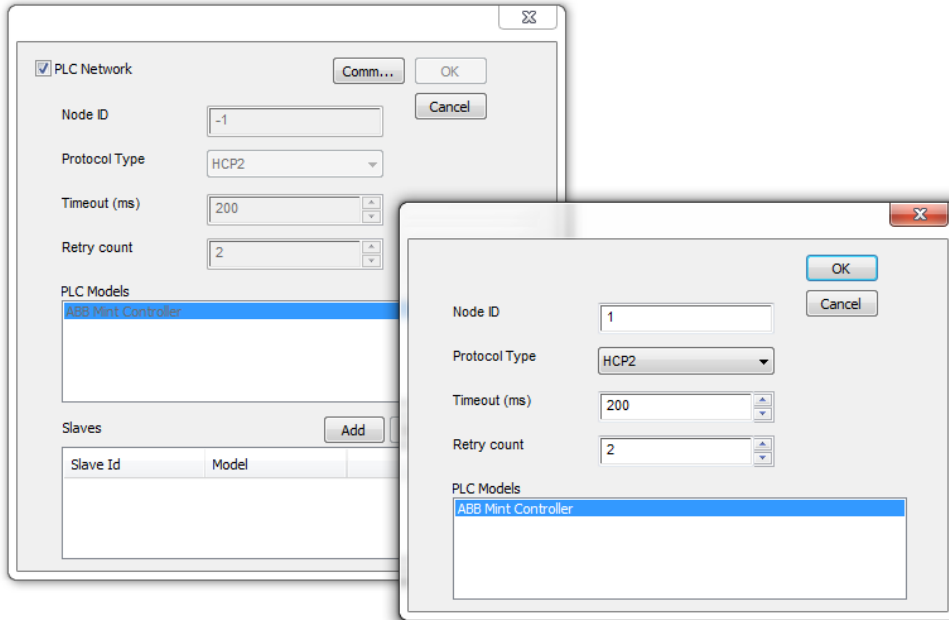 PLC Network
Comm...
OK
Cancel
Node ID
-1
Protocol Type
HCP2
Timeout (ms)
200
Retry count
2
PLC Models
ABB Mint Controller
Slaves
Add
Slave Id Model
OK
Cancel
Node ID
1
Protocol Type
HCP2
Timeout (ms)
200
Retry count
2
PLC Models
ABB Mint Controller